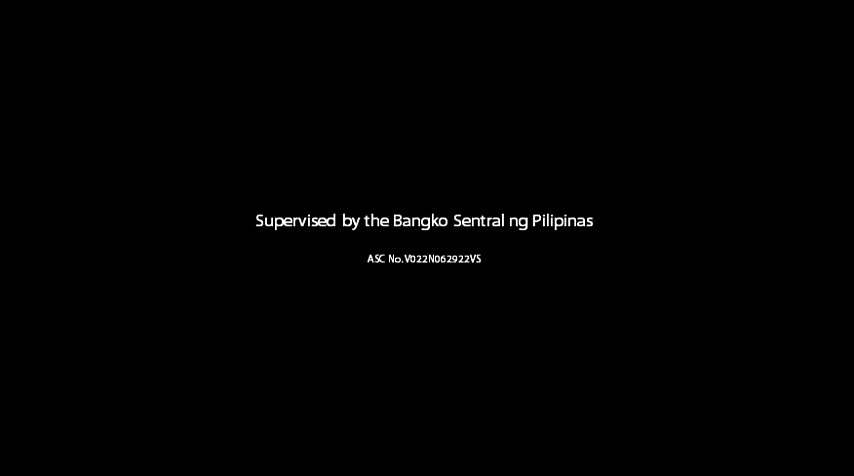 Supervised by the Bangko Sentral ng Pilipinas
ASC No.V022N062922VS